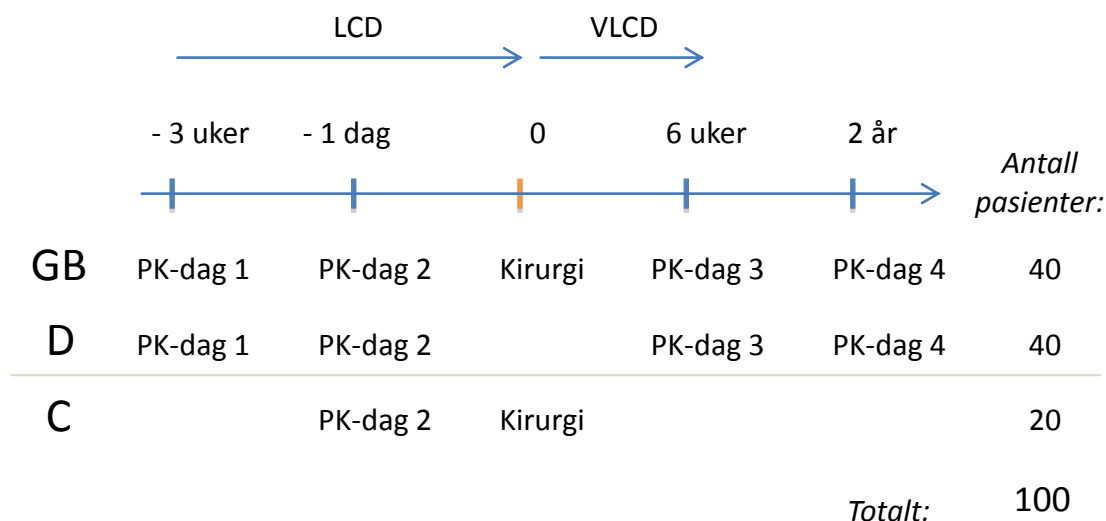 LCD VLCD
- 3 uker - 1 dag 0 6 uker 2 år
Antall
pasienter:
GB PK-dag 1 PK-dag 2 Kirurgi PK-dag 3 PK-dag 4 40
D PK-dag 1 PK-dag 2 PK-dag 3 PK-dag 4 40
C PK-dag 2 Kirurgi 20
Totalt: 100